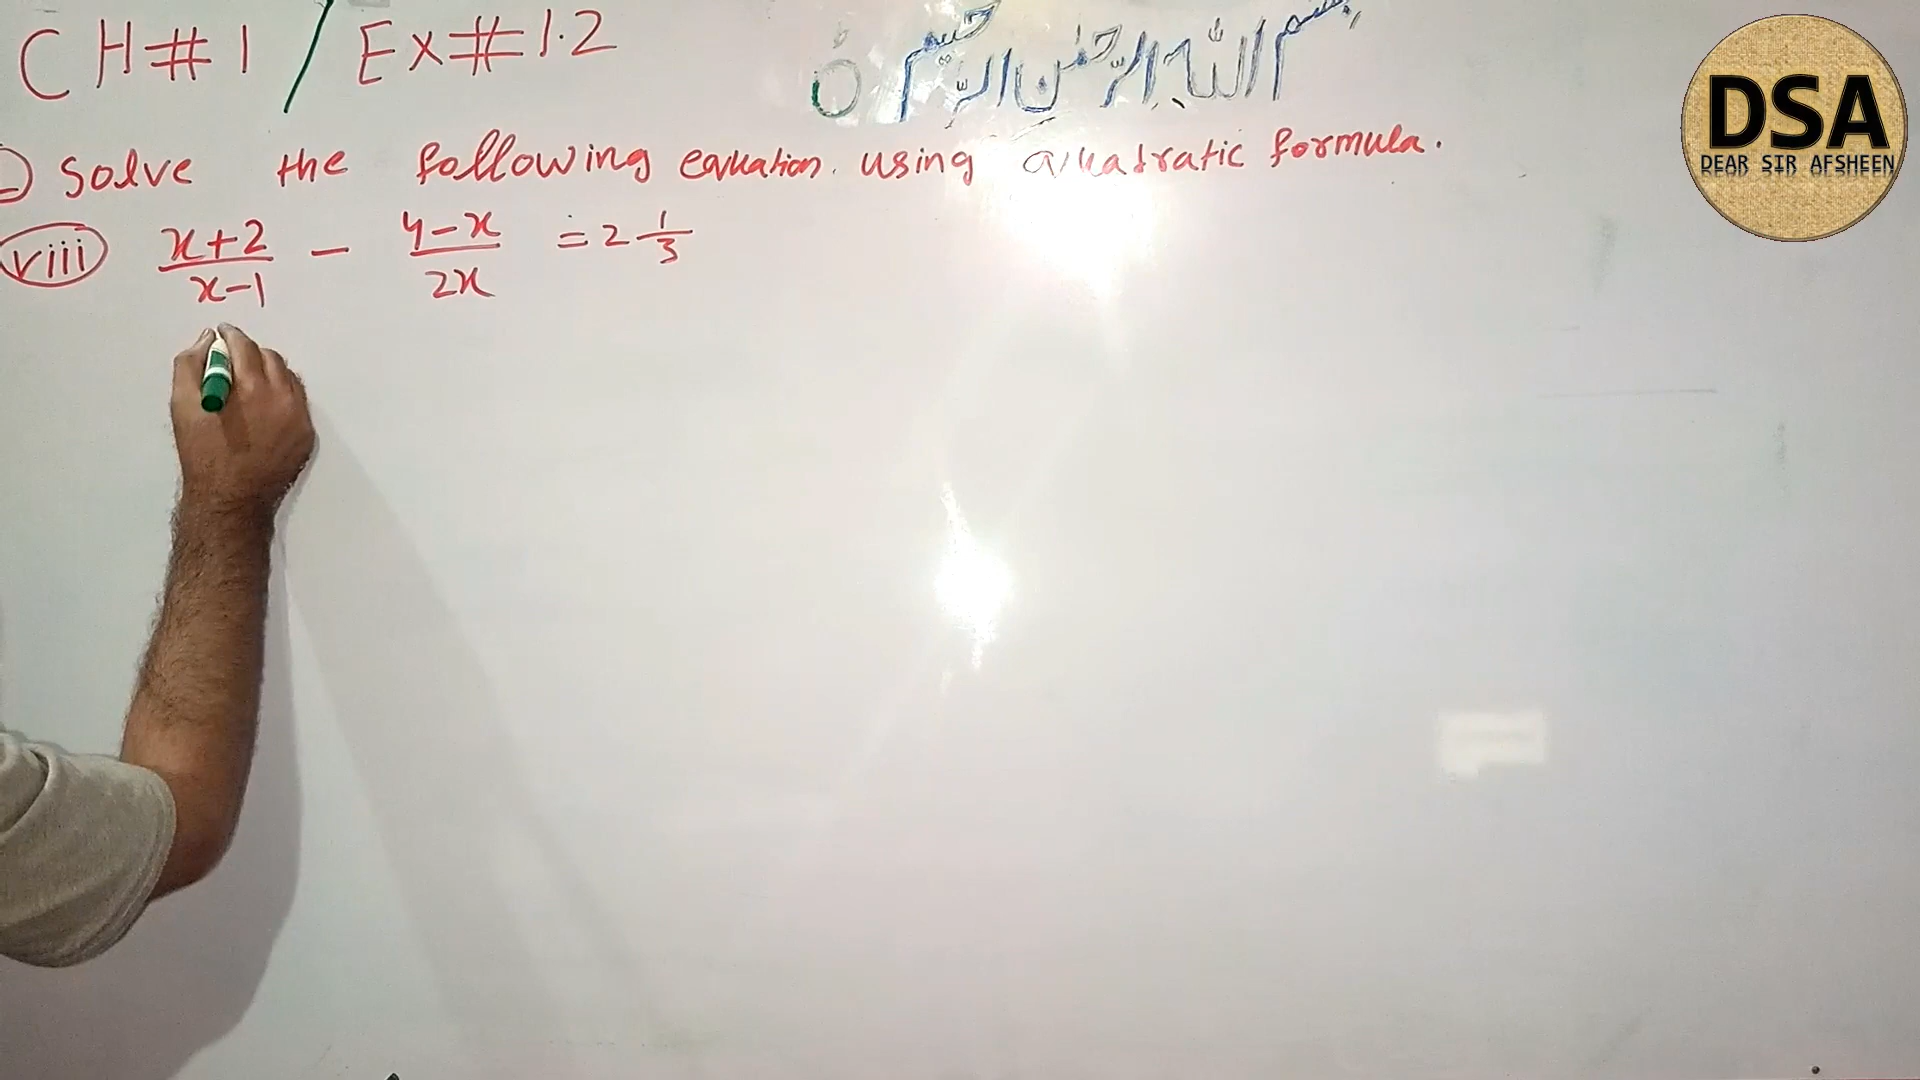 CH#1 / Ex#1.2
بسم اللہ الرحمٰن الرحیم
DSA
DEAR SIR AFSHEEN
Solve the following equation. using Quadratic formula.
viii) x+2/x-1 - 4-x/2x = 2 1/3